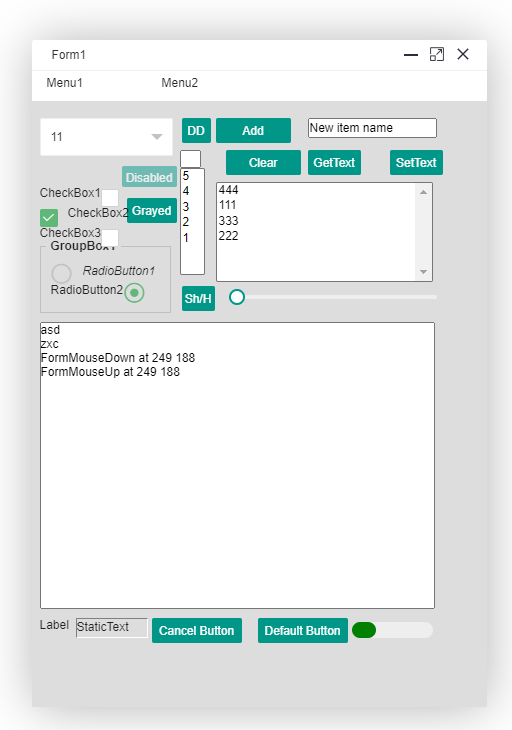 Form1
Menu1 Menu2
11 DD Add New item name
Disabled Clear GetText SetText
CheckBox1
CheckBox2 Grayed
CheckBox3
5
4
3
2
1
444
111
333
222
GroupBox1
RadioButton1
RadioButton2
Sh/H
asd
zxc
FormMouseDown at 249 188
FormMouseUp at 249 188
Label StaticText Cancel Button Default Button